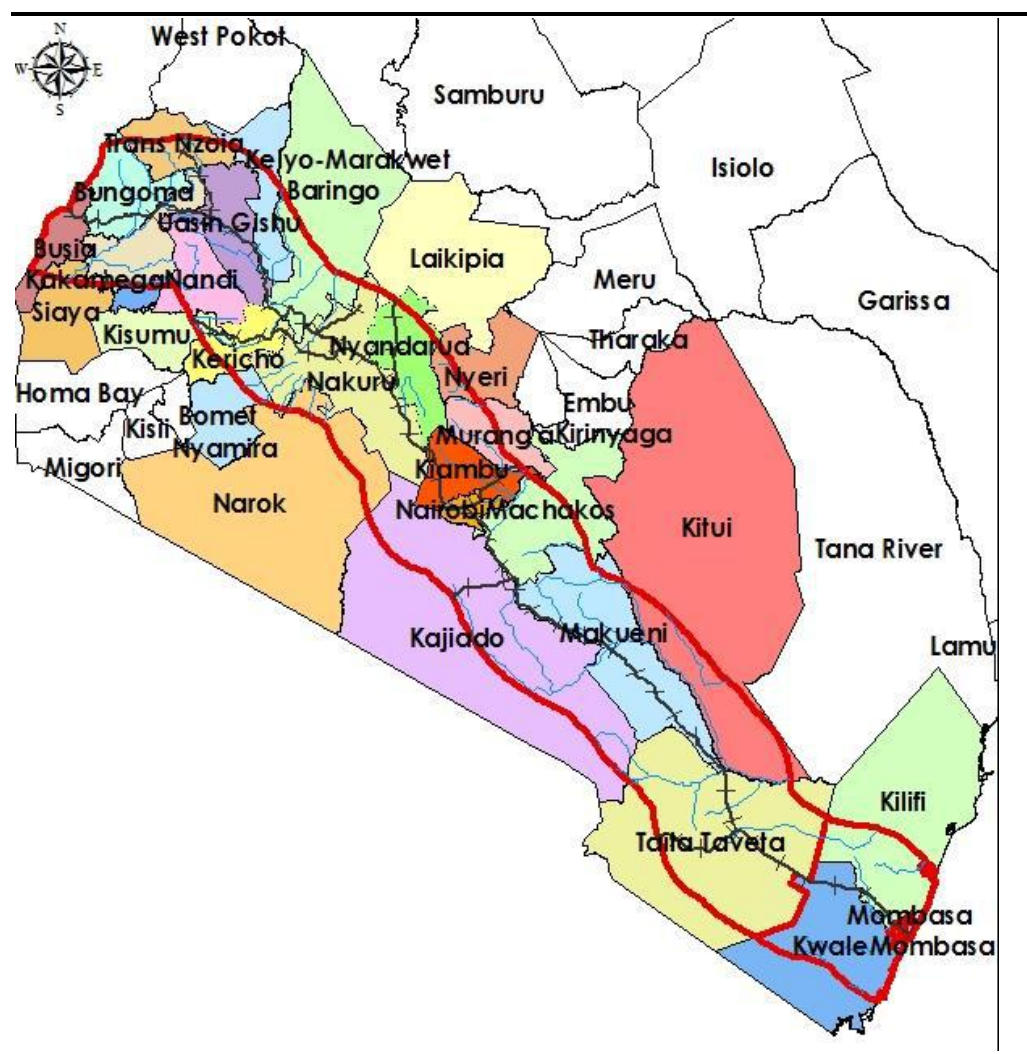 N
W E
S
West Pokot
Samburu
Isiolo
Trans Nzoia
Kelyo-Marakwet
Baringo
Bungoma
Uasin Gishu
Busia
Laikipia
Meru
Garissa
Kakamega
Nandi
Siaya
Kisumu
Tharaka
Nyandarua
Kericho
Nyeri
Nakuru
Homa Bay
Embu
Bomet
Kisii
Murang'a
Kirinyaga
Nyamira
Migori
Kiambu
Narok
Nairobi
Machakos
Kitui
Tana River
Kajiado
Makueni
Lamu
Kilifi
Taita Taveta
Mombasa
Kwale
Mombasa